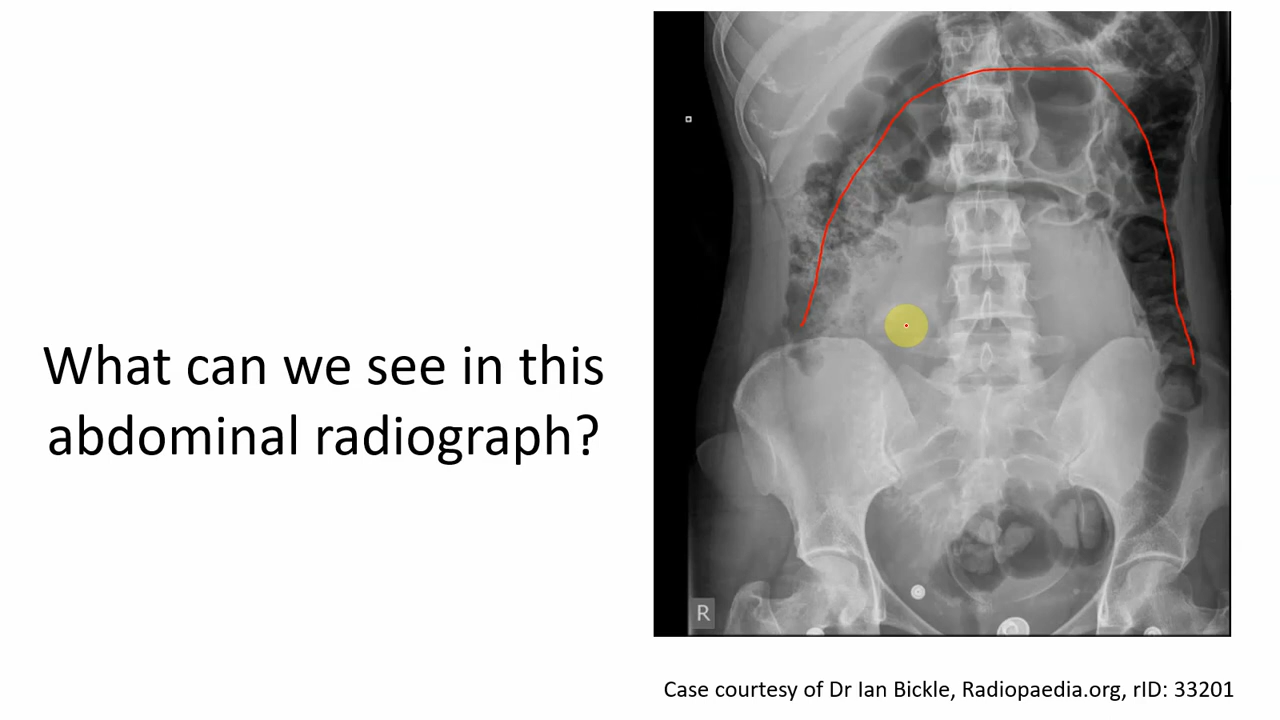 What can we see in this
abdominal radiograph?
R
Case courtesy of Dr Ian Bickle, Radiopaedia.org, rID: 33201